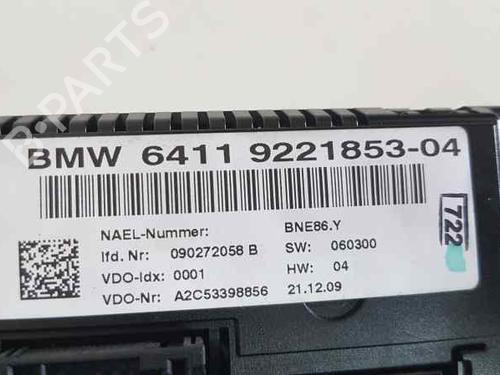 B-PARTS
BMW 6411 9221853-04
NAEL-Nummer: BNE86.Y
lfd. Nr: 090272058 B SW: 060300
VDO-Idx: 0001 HW: 04
VDO-Nr: A2C53398856 21.12.09
722